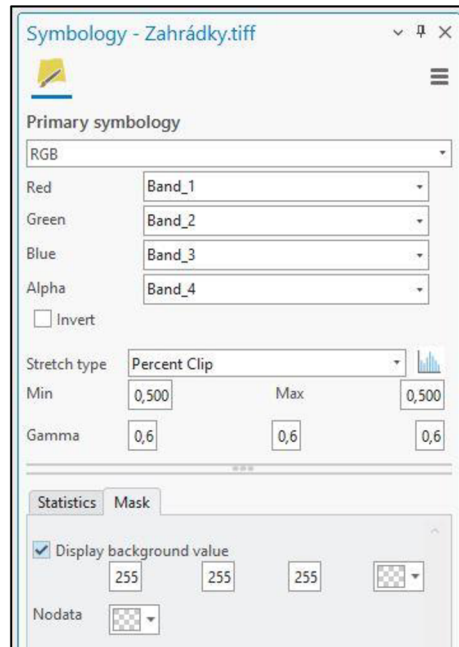 Symbology - Zahrádky.tiff
Primary symbology
RGB
Red Band_1
Green Band_2
Blue Band_3
Alpha Band_4
Invert
Stretch type Percent Clip
Min 0,500 Max 0,500
Gamma 0,6 0,6 0,6
Statistics Mask
Display background value
255 255 255
Nodata